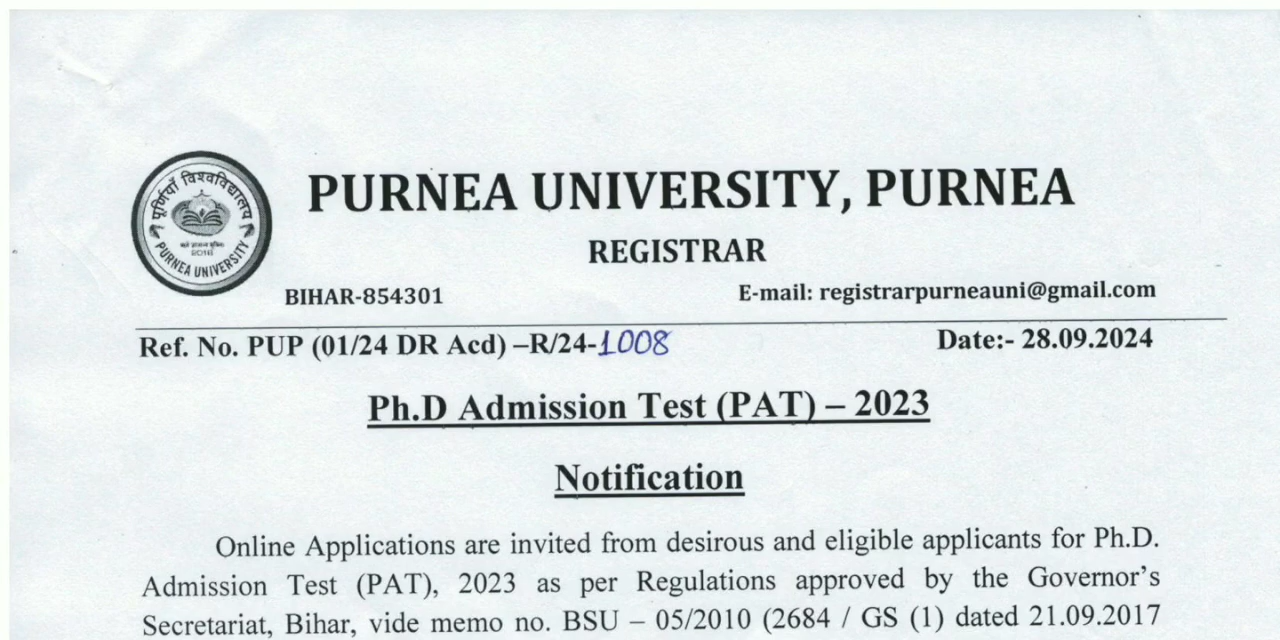 पूर्णियाँ विश्वविद्यालय
2018
PURNEA UNIVERSITY
PURNEA UNIVERSITY, PURNEA
REGISTRAR
BIHAR-854301
E-mail: registrarpurneauni@gmail.com
Ref. No. PUP (01/24 DR Acd) –R/24-1008
Date:- 28.09.2024
Ph.D Admission Test (PAT) – 2023
Notification
Online Applications are invited from desirous and eligible applicants for Ph.D.
Admission Test (PAT), 2023 as per Regulations approved by the Governor’s
Secretariat, Bihar, vide memo no. BSU – 05/2010 (2684 / GS (1) dated 21.09.2017